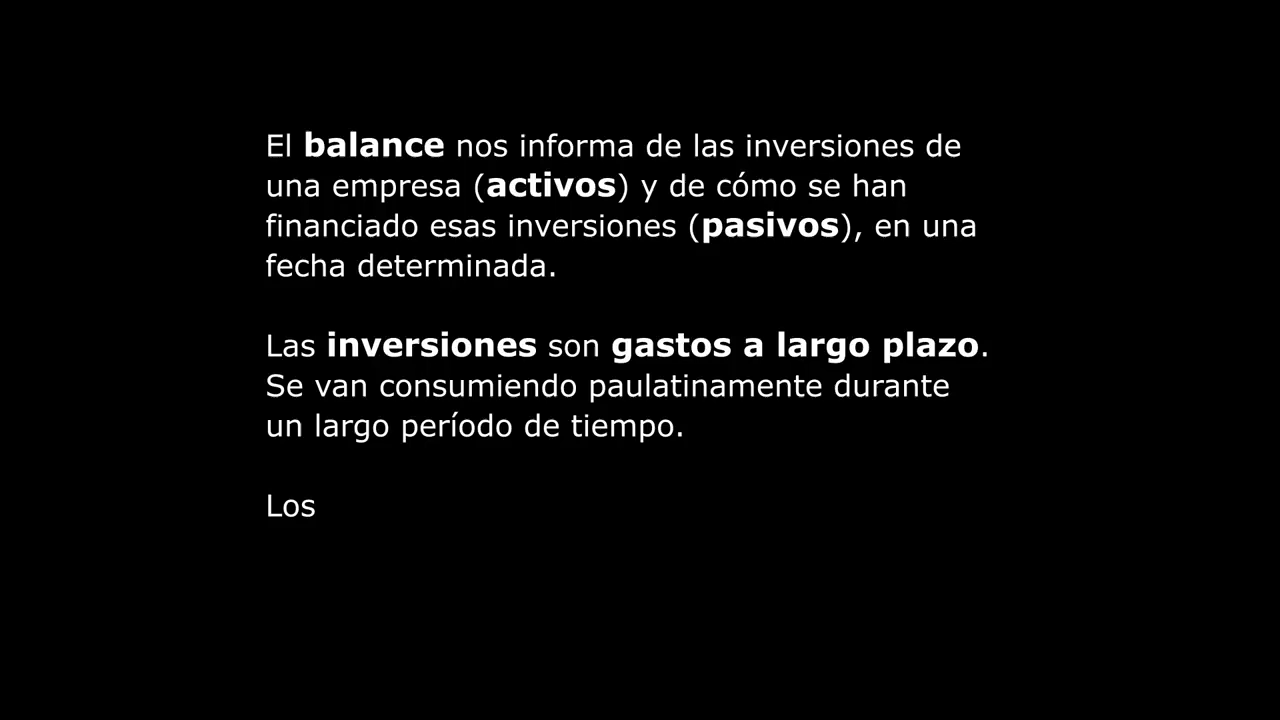 El balance nos informa de las inversiones de
una empresa (activos) y de cómo se han
financiado esas inversiones (pasivos), en una
fecha determinada.
Las inversiones son gastos a largo plazo.
Se van consumiendo paulatinamente durante
un largo período de tiempo.
Los